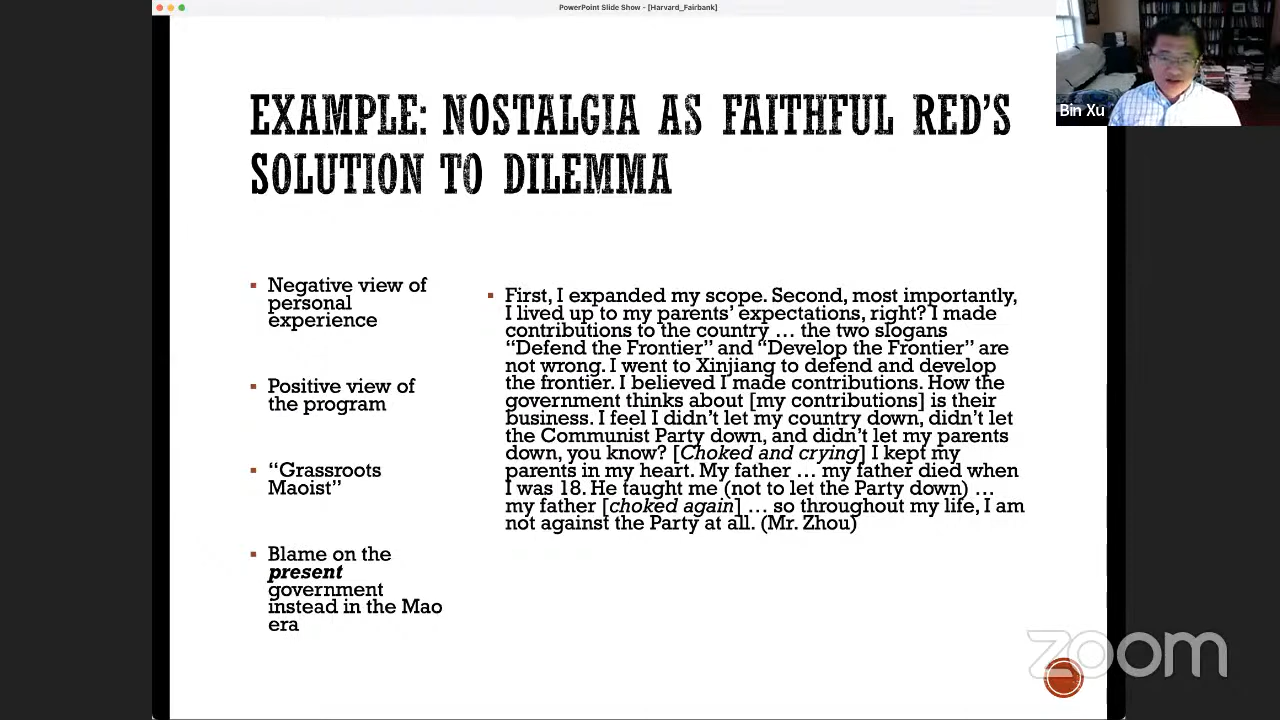 PowerPoint Slide Show - [Harvard_Fairbank]
Bin Xu
EXAMPLE: NOSTALGIA AS FAITHFUL RED’S
SOLUTION TO DILEMMA
Negative view of
personal
experience
Positive view of
the program
“Grassroots
Maoist”
Blame on the
present
government
instead in the Mao
era
First, I expanded my scope. Second, most importantly,
I lived up to my parents’ expectations, right? I made
contributions to the country … the two slogans
“Defend the Frontier” and “Develop the Frontier” are
not wrong. I went to Xinjiang to defend and develop
the frontier. I believed I made contributions. How the
government thinks about [my contributions] is their
business. I feel I didn’t let my country down, didn’t let
the Communist Party down, and didn’t let my parents
down, you know? [Choked and crying] I kept my
parents in my heart. My father … my father died when
I was 18. He taught me (not to let the Party down) …
my father [choked again] … so throughout my life, I am
not against the Party at all. (Mr. Zhou)
zoom